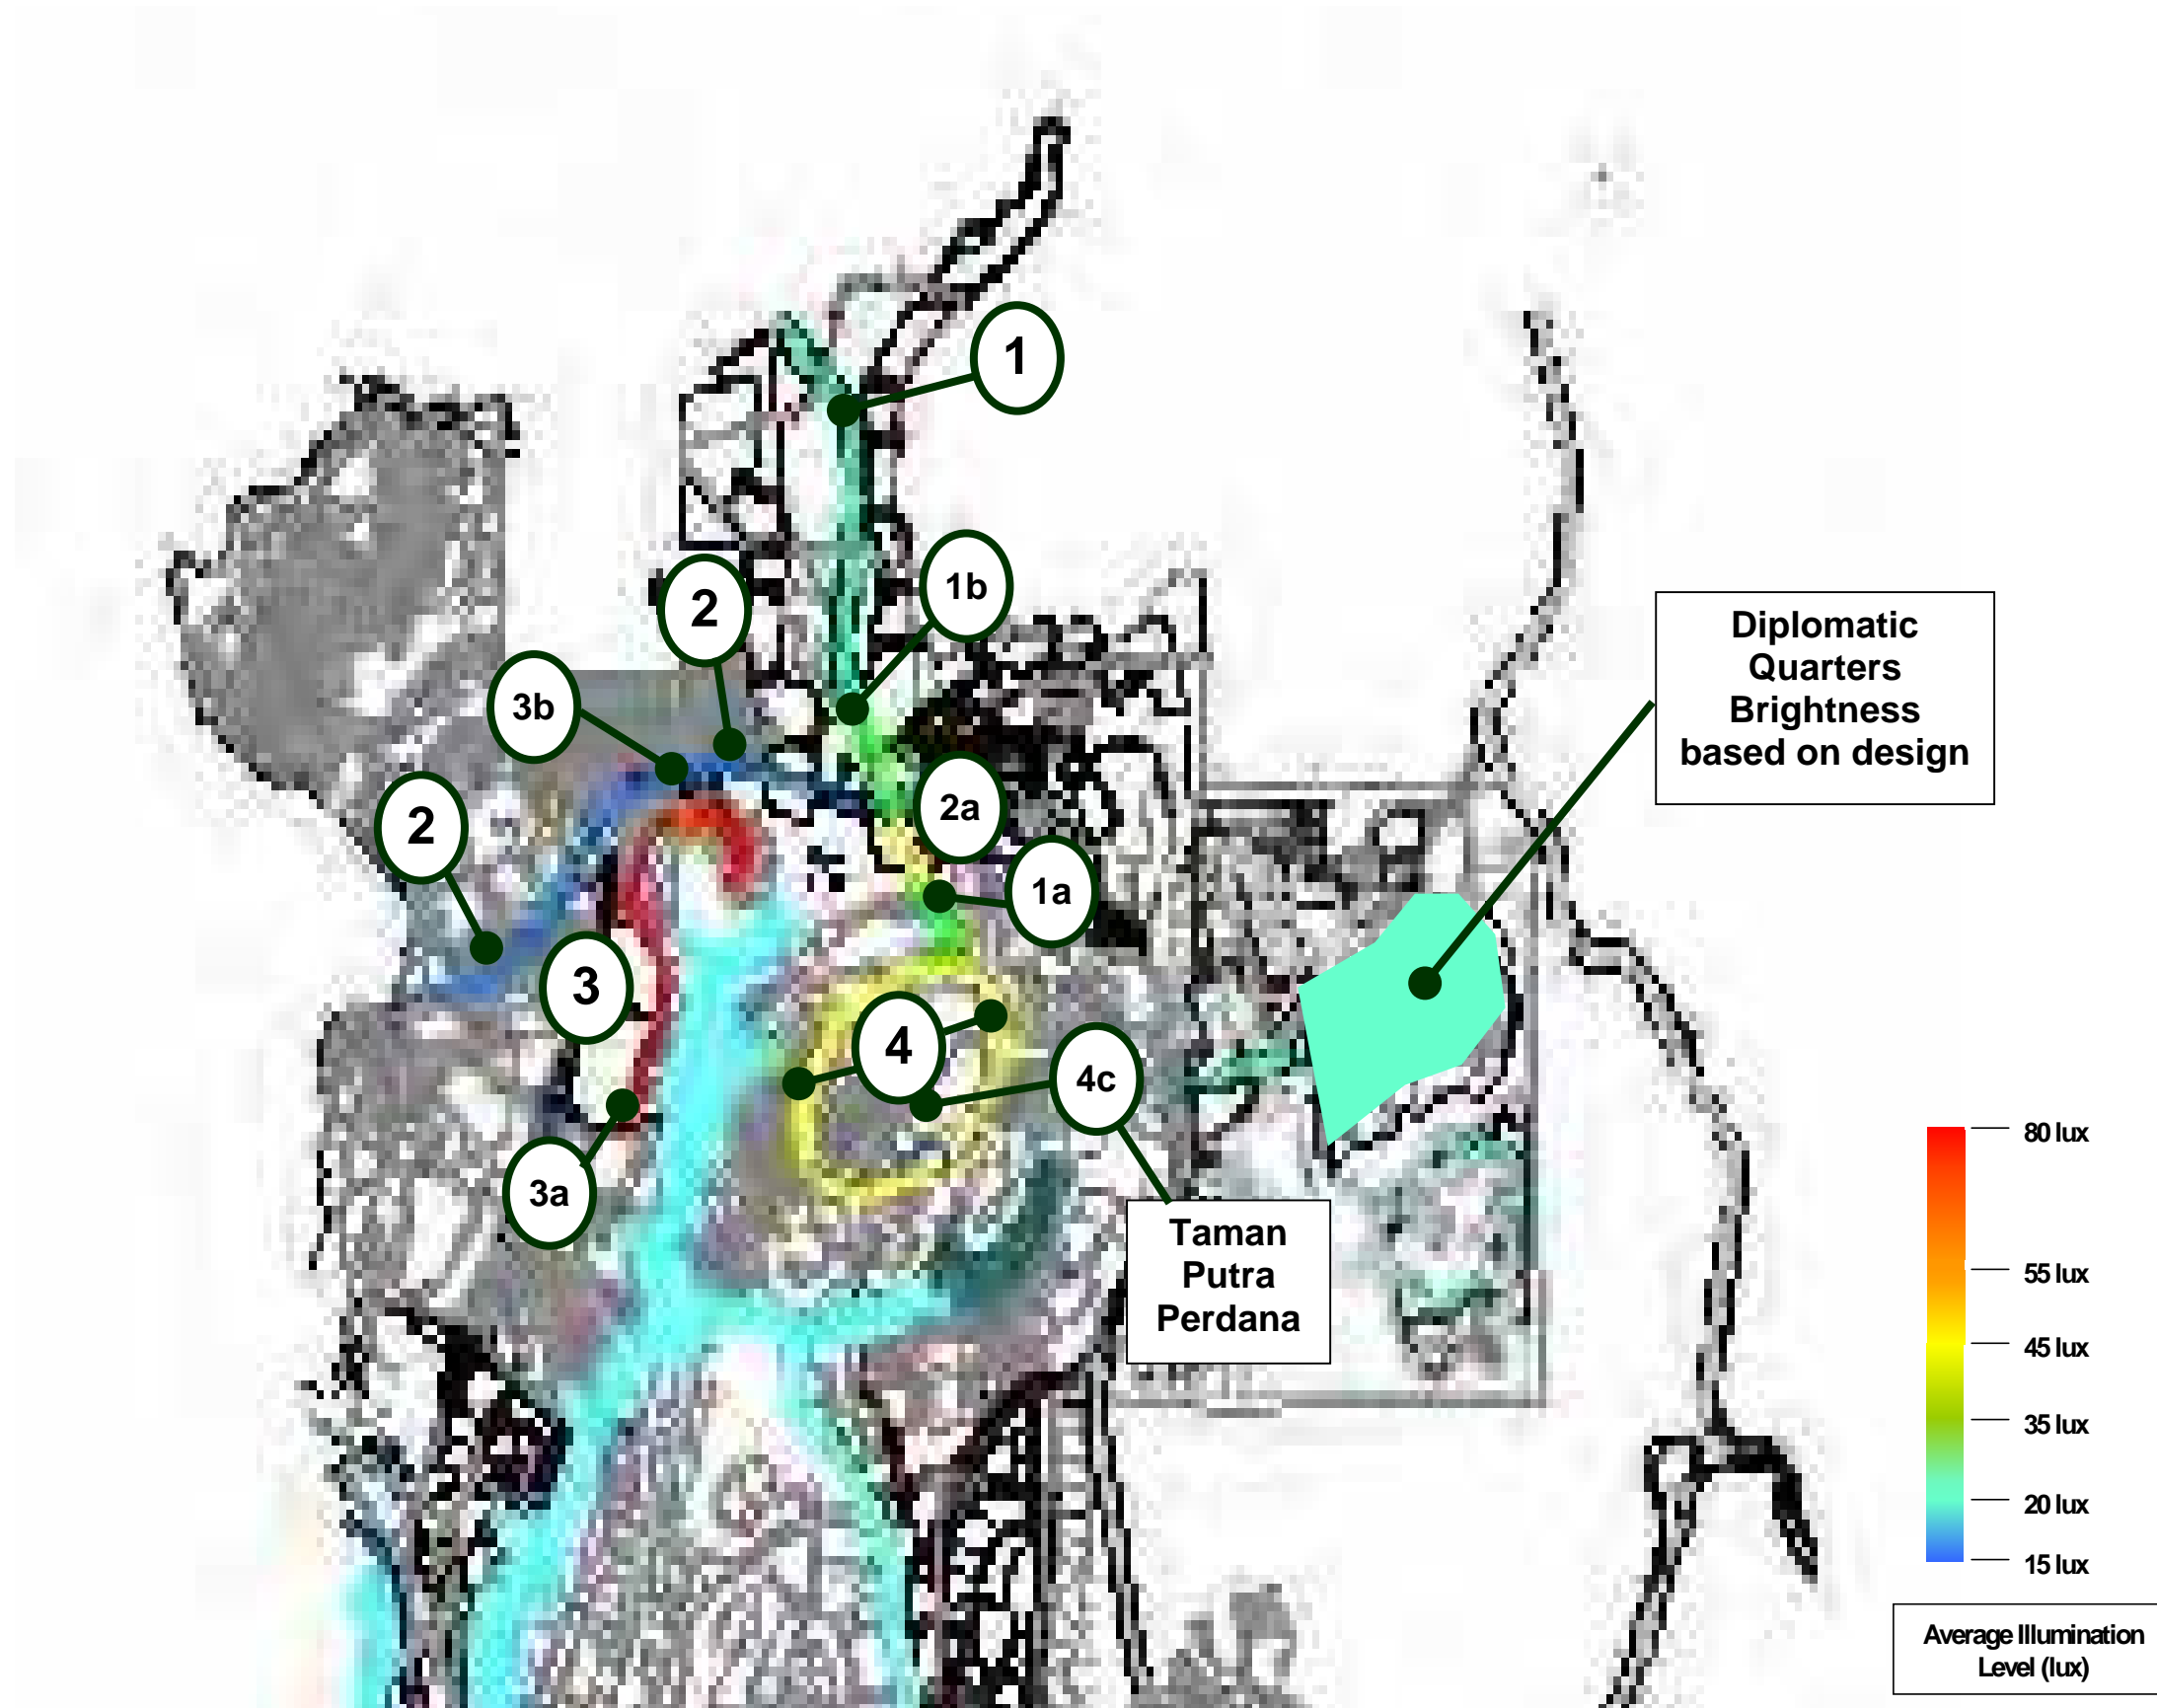 1
1b
2
3b
Diplomatic
Quarters
Brightness
based on design
2a
2
1a
3
4
4c
3a
Taman
Putra
Perdana
80 lux
55 lux
45 lux
35 lux
20 lux
15 lux
Average Illumination
Level (lux)